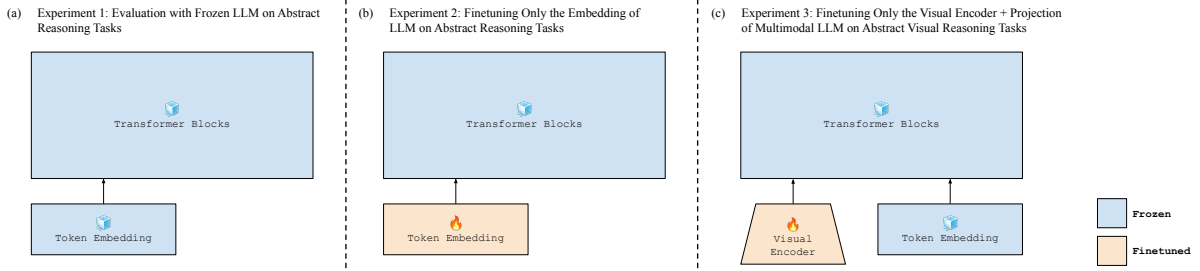 (a) Experiment 1: Evaluation with Frozen LLM on Abstract
Reasoning Tasks
Transformer Blocks
Token Embedding
(b) Experiment 2: Finetuning Only the Embedding of
LLM on Abstract Reasoning Tasks
Transformer Blocks
Token Embedding
(c) Experiment 3: Finetuning Only the Visual Encoder + Projection
of Multimodal LLM on Abstract Visual Reasoning Tasks
Transformer Blocks
Visual
Encoder
Token Embedding
Frozen
Finetuned